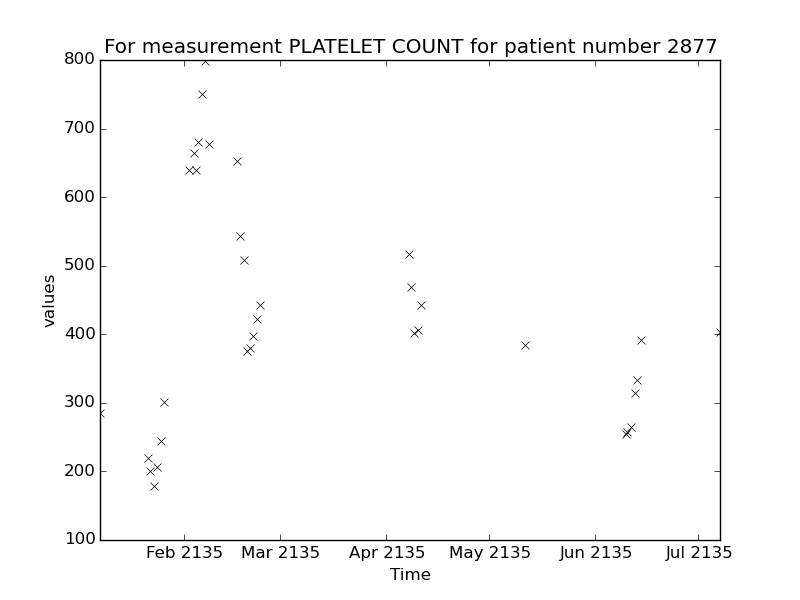 For measurement PLATELET COUNT for patient number 2877
800
700
600
500
400
300
200
100
values
Feb 2135 Mar 2135 Apr 2135 May 2135 Jun 2135 Jul 2135
Time